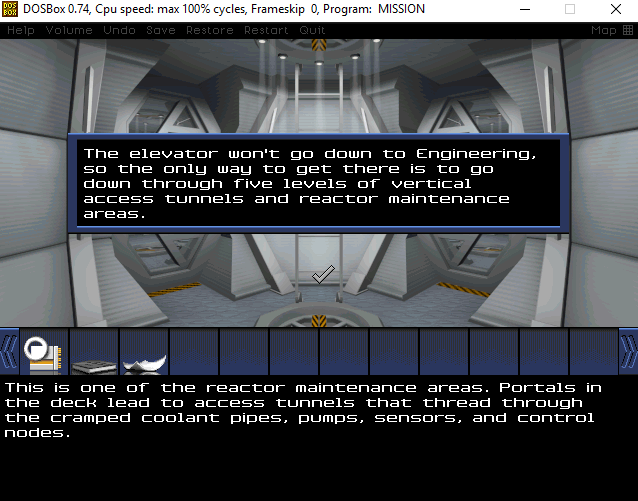 DOS
BOX
DOSBox 0.74, Cpu speed: max 100% cycles, Frameskip 0, Program: MISSION
Help Volume Undo Save Restore Restart Quit Map
The elevator won't go down to Engineering,
so the only way to get there is to go
down through five levels of vertical
access tunnels and reactor maintenance
areas.
This is one of the reactor maintenance areas. Portals in
the deck lead to access tunnels that thread through
the cramped coolant pipes, pumps, sensors, and control
nodes.